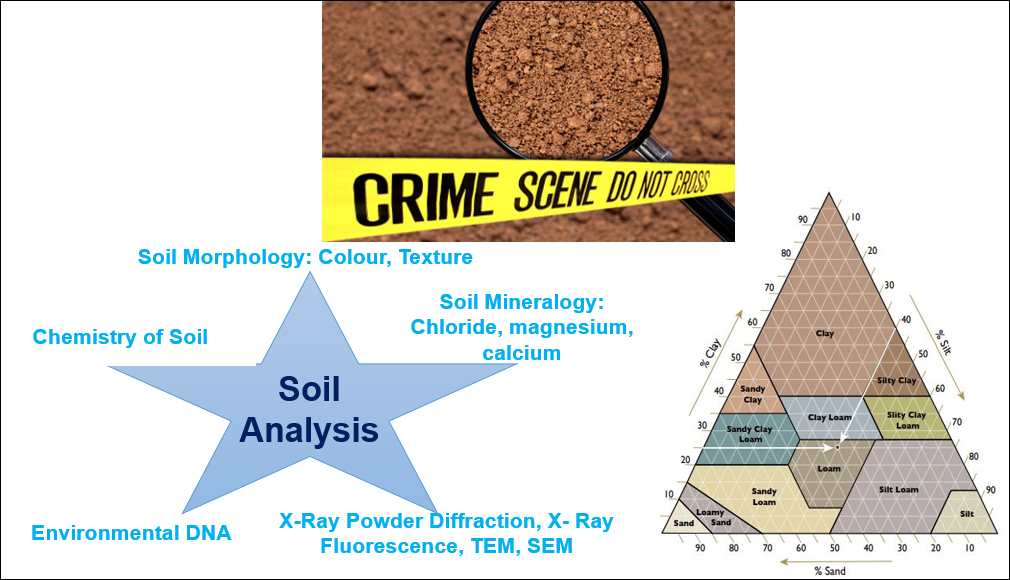 CRIME SCENE DO NOT CROSS
Soil Morphology: Colour, Texture
Chemistry of Soil
Soil Mineralogy:
Chloride, magnesium,
calcium
Soil
Analysis
Environmental DNA
X-Ray Powder Diffraction, X- Ray
Fluorescence, TEM, SEM
90
10
80
20
70
30
60
40
% Clay
% Silt
50
50
40
60
30
70
20
80
10
90
Clay
Silty Clay
Sandy
Clay
Clay Loam
Slity Clay
Loam
Sandy Clay
Loam
Loam
Sandy
Loam
Silt Loam
Loamy
Sand
Sand
Silt
90 80 70 60 50 40 30 20 10
% Sand